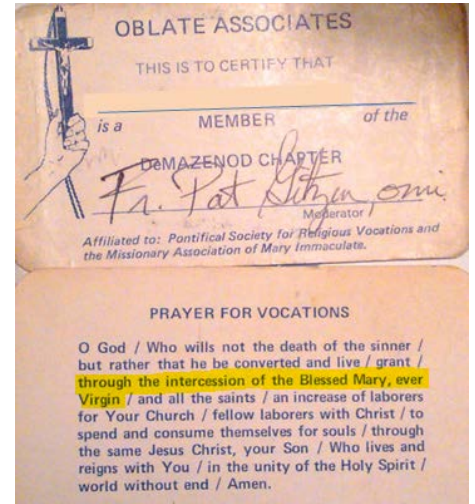 OBLATE ASSOCIATES
THIS IS TO CERTIFY THAT
is a MEMBER of the
DeMAZENOD CHAPTER
Fr. Pat Gitzen, omi
Moderator
Affiliated to: Pontifical Society for Religious Vocations and
the Missionary Association of Mary Immaculate.
PRAYER FOR VOCATIONS
O God / Who wills not the death of the sinner /
but rather that he be converted and live / grant /
through the intercession of the Blessed Mary, ever
Virgin / and all the saints / an increase of laborers
for Your Church / fellow laborers with Christ / to
spend and consume themselves for souls / through
the same Jesus Christ, your Son / Who lives and
reigns with You / in the unity of the Holy Spirit /
world without end / Amen.